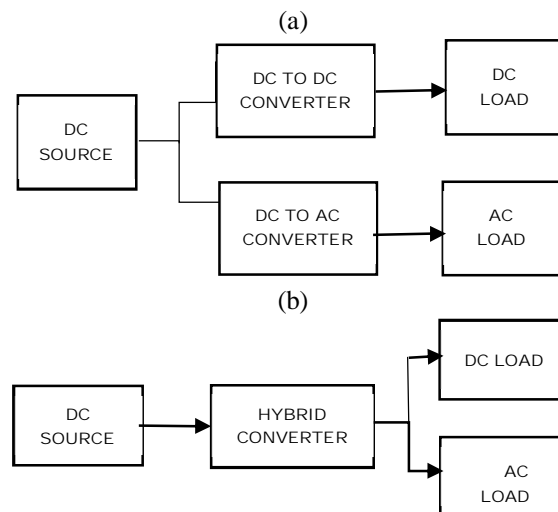 (a)
DC TO DC
CONVERTER
DC
LOAD
DC
SOURCE
DC TO AC
CONVERTER
AC
LOAD
(b)
DC
SOURCE
HYBRID
CONVERTER
DC LOAD
AC
LOAD